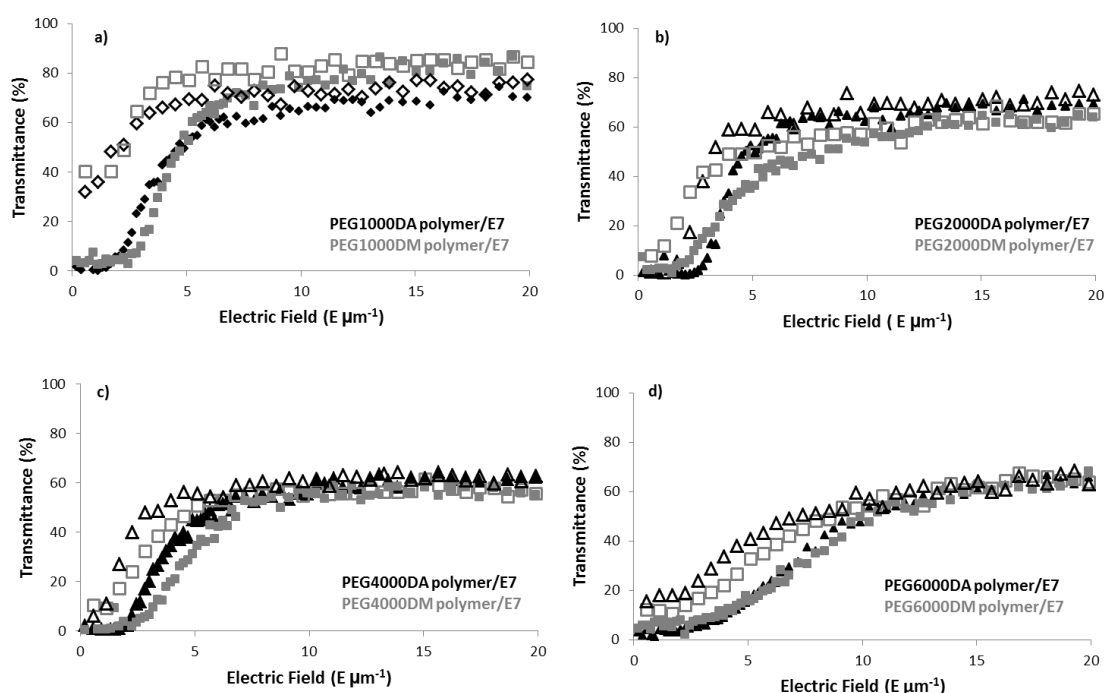 a)
100
80
60
40
20
0
Transmittance (%)
PEG1000DA polymer/E7
PEG1000DM polymer/E7
0 5 10 15 20
Electric Field (E µm-1)
b)
100
80
60
40
20
0
Transmittance (%)
PEG2000DA polymer/E7
PEG2000DM polymer/E7
0 5 10 15 20
Electric Field ( E µm-1)
c)
100
80
60
40
20
0
Transmittance (%)
PEG4000DA polymer/E7
PEG4000DM polymer/E7
0 5 10 15 20
Electric Field (E µm-1)
d)
100
80
60
40
20
0
Transmittance (%)
PEG6000DA polymer/E7
PEG6000DM polymer/E7
0 5 10 15 20
Electric Field (E µm-1)